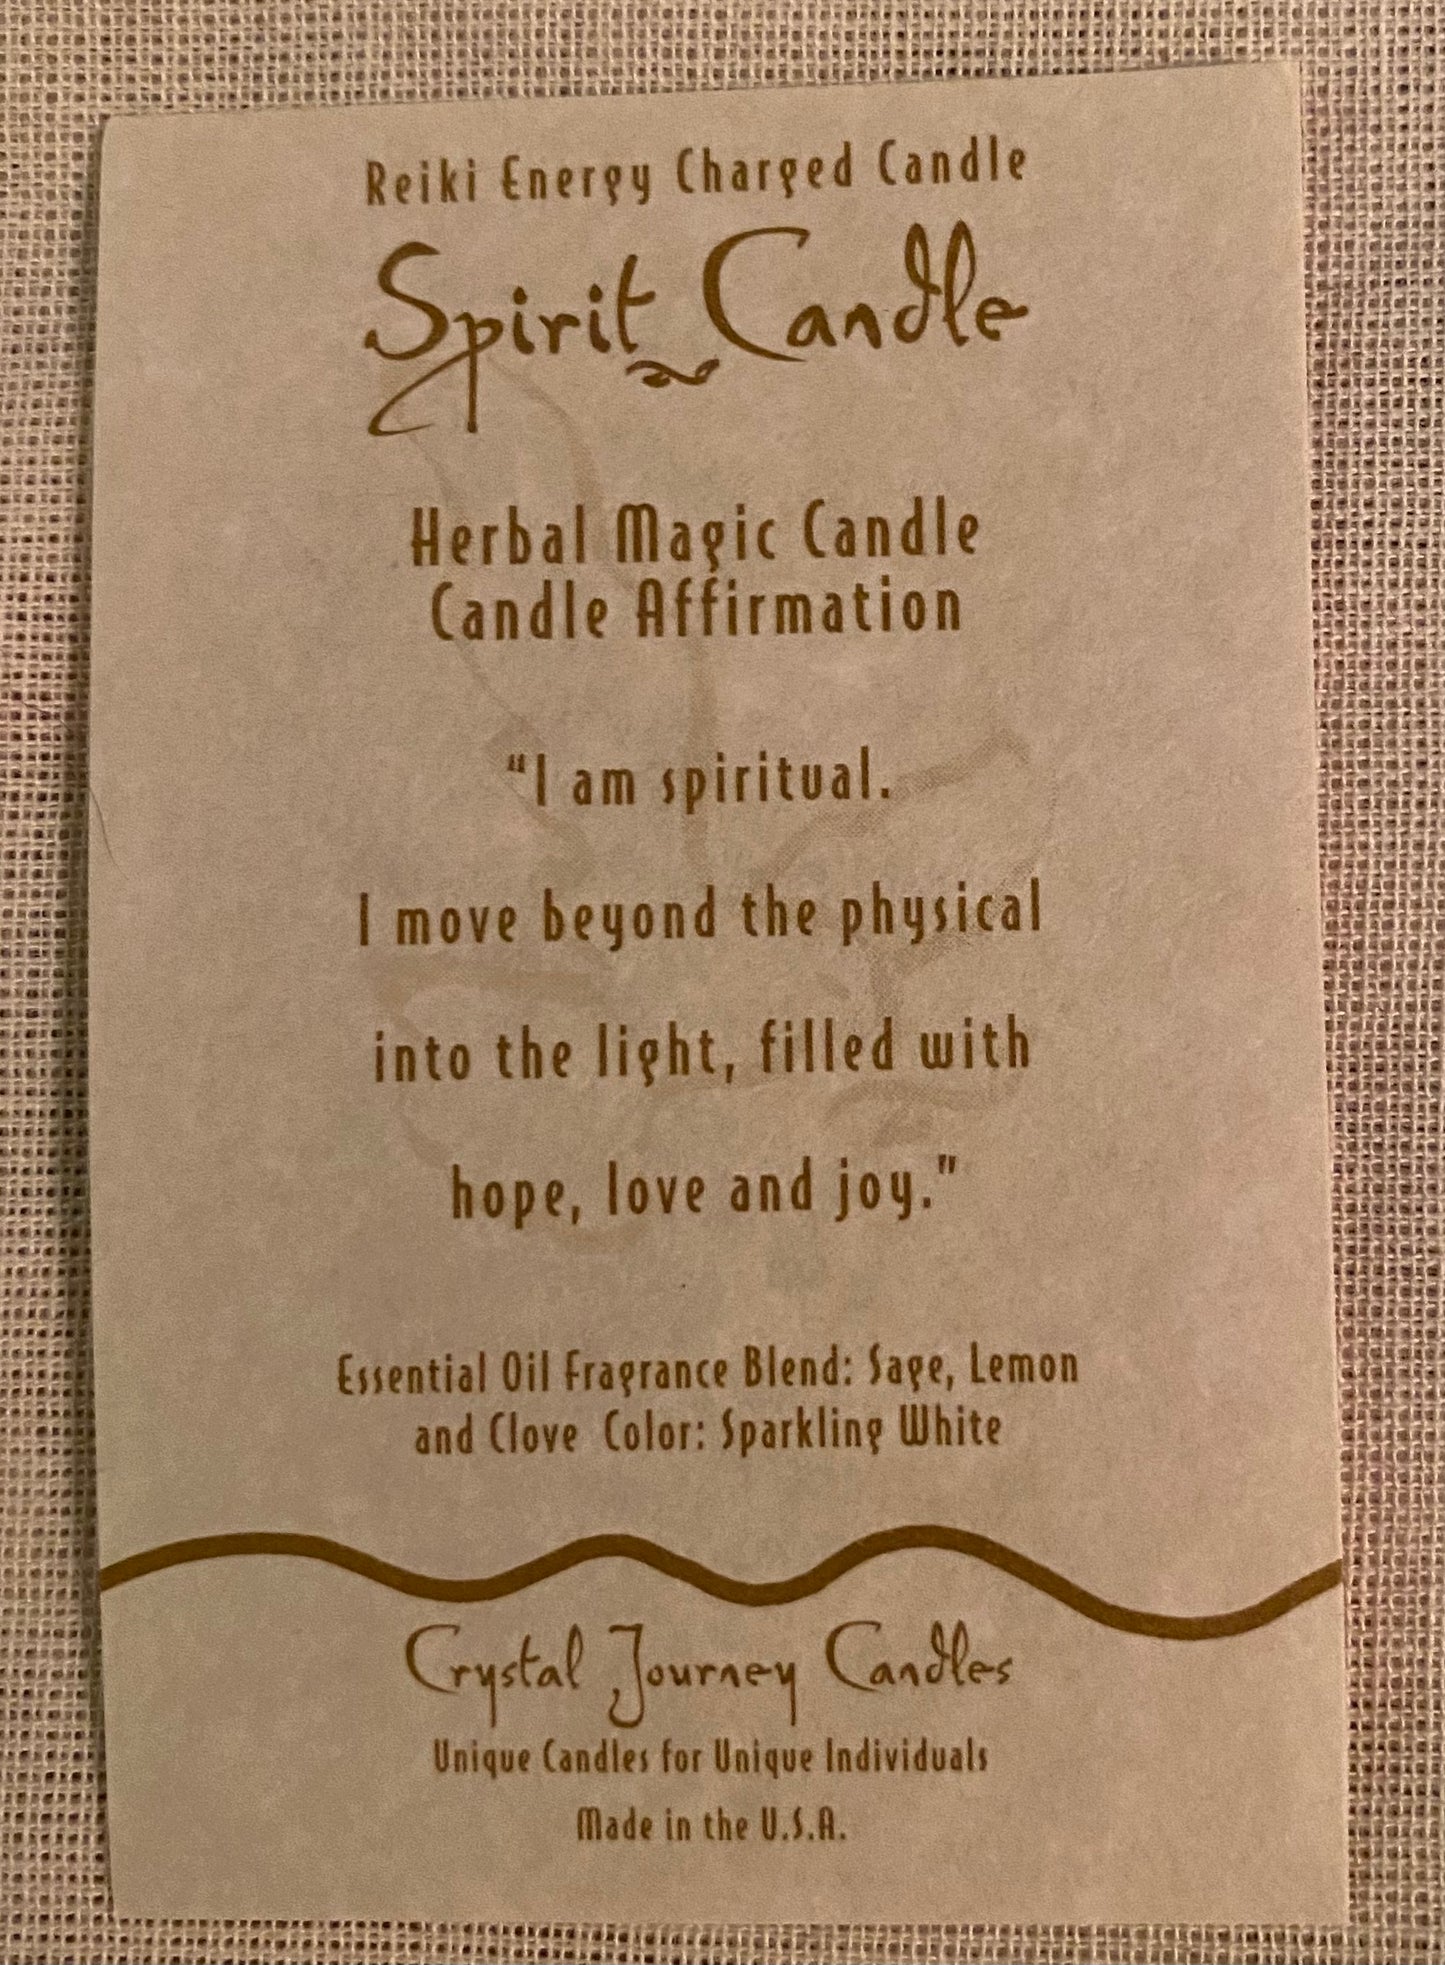 Reiki Energy Charged Candle
Spirit Candle
Herbal Magic Candle
Candle Affirmation
“I am spiritual.
I move beyond the physical
into the light, filled with
hope, love and joy."
Essential Oil Fragrance Blend: Sage, Lemon
and Clove Color: Sparkling White
Crystal Journey Candles
Unique Candles for Unique Individuals
Made in the U.S.A.